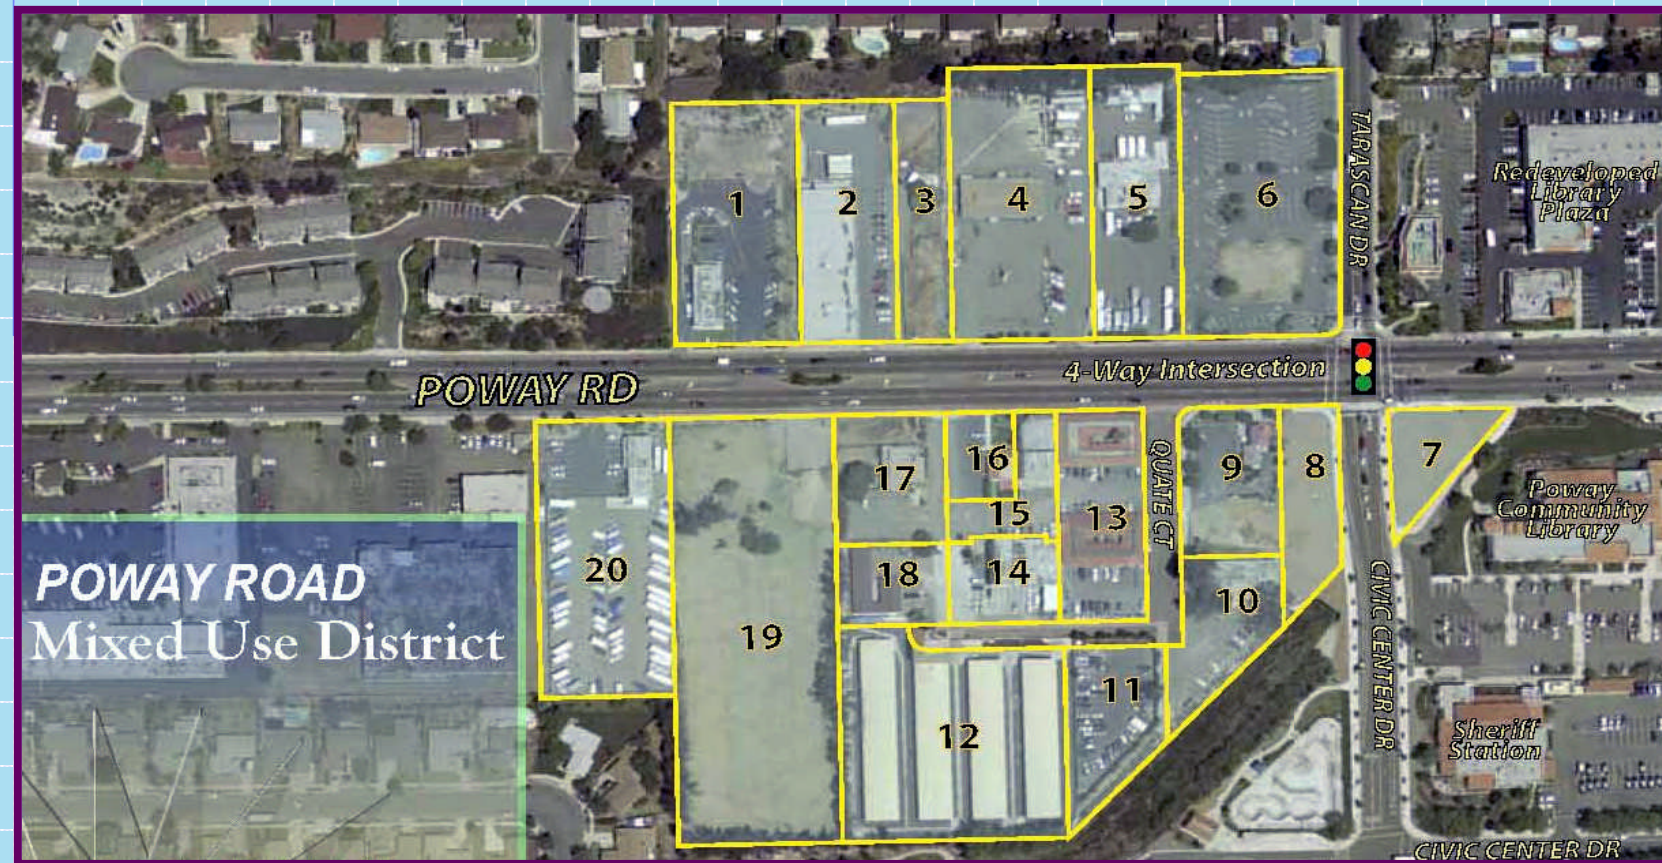 TARASCAN DR
Redeveloped
Library
Plaza
1
2
3
4
5
6
4-Way Intersection
POWAY RD
7
8
9
16
17
QUATE CT
Poway
Community
Library
15
13
20
18
14
10
CIVIC CENTER DR
POWAY ROAD
Mixed Use District
19
11
12
Sheriff
Station
CIVIC CENTER DR